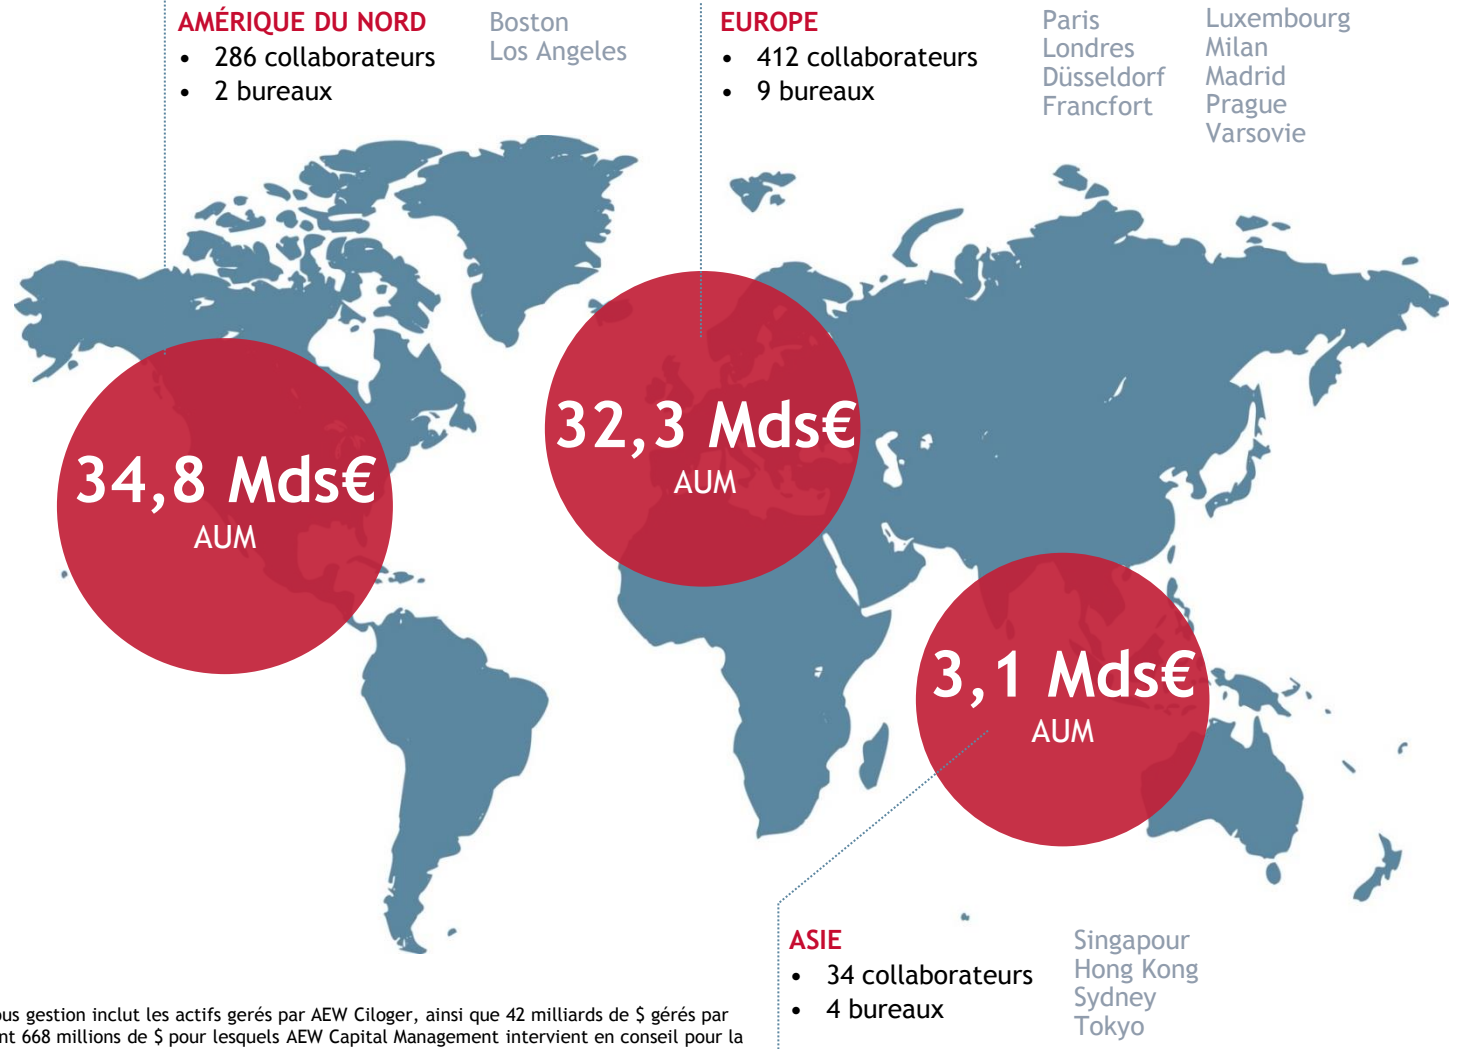 AMÉRIQUE DU NORD
• 286 collaborateurs
• 2 bureaux
Boston
Los Angeles
EUROPE
• 412 collaborateurs
• 9 bureaux
Paris
Londres
Düsseldorf
Francfort
Luxembourg
Milan
Madrid
Prague
Varsovie
34,8 Mds€
AUM
32,3 Mds€
AUM
3,1 Mds€
AUM
ASIE
• 34 collaborateurs
• 4 bureaux
Singapour
Hong Kong
Sydney
Tokyo
gestion inclut les actifs gerés par AEW Ciloger, ainsi que 42 milliards de $ gérés par
668 millions de $ pour lesquels AEW Capital Management intervient en conseil pour la